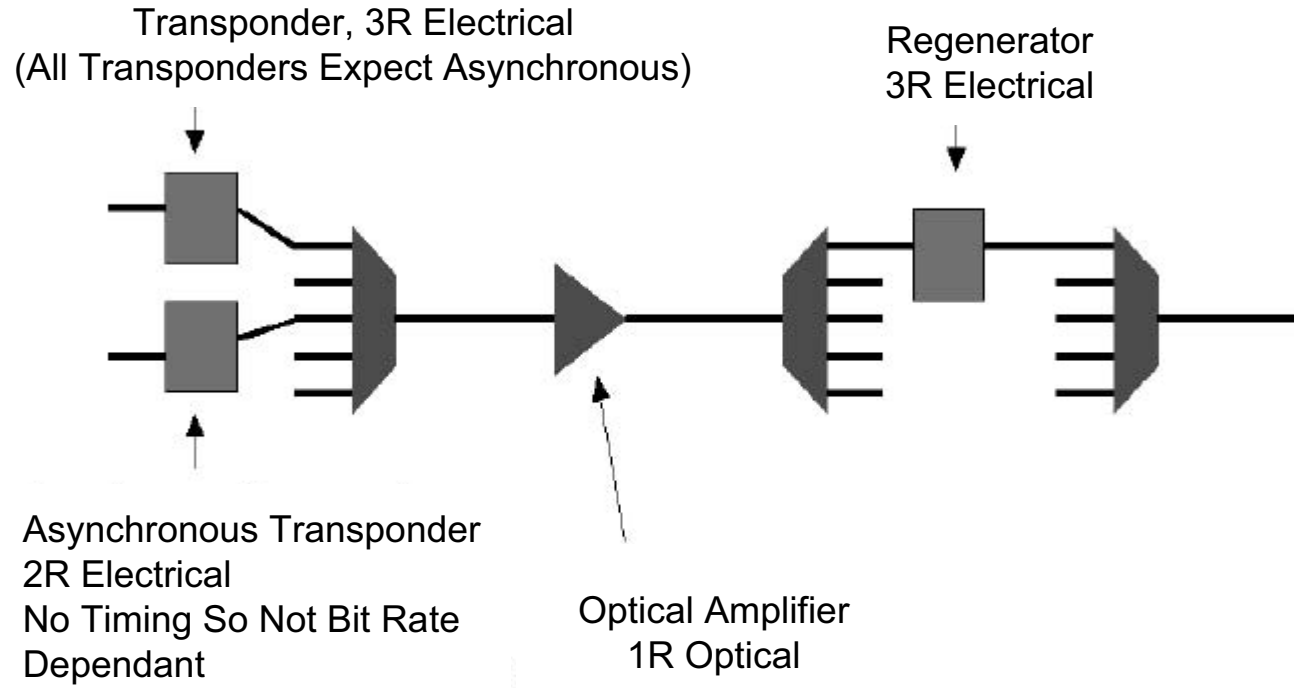 Transponder, 3R Electrical
(All Transponders Expect Asynchronous)
Regenerator
3R Electrical
Asynchronous Transponder
2R Electrical
No Timing So Not Bit Rate
Dependant
Optical Amplifier
1R Optical